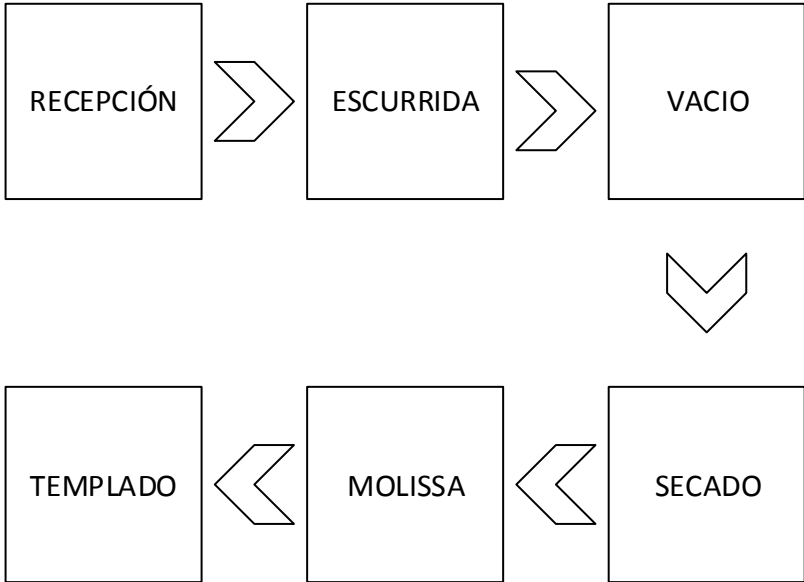 RECEPCIÓN
ESCURRIDA
VACIO
SECADO
MOLISSA
TEMPLADO